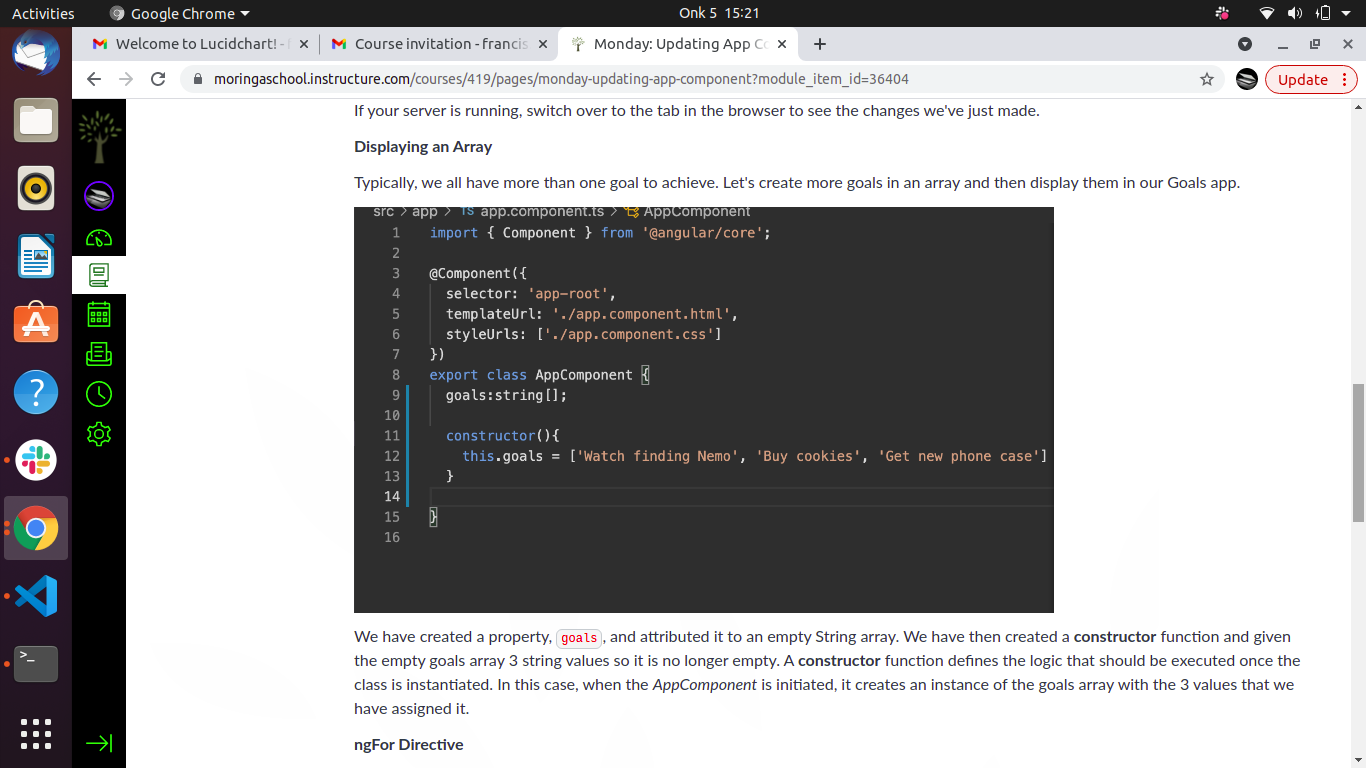 Activities
Google Chrome
Onk 5 15:21
Welcome to Lucidchart! -
Course invitation - francis
Monday: Updating App Co
moringaschool.instructure.com/courses/419/pages/monday-updating-app-component?module_item_id=36404
Update
If your server is running, switch over to the tab in the browser to see the changes we've just made.
Displaying an Array
Typically, we all have more than one goal to achieve. Let's create more goals in an array and then display them in our Goals app.
src > app > TS app.component.ts > AppComponent
1 import { Component } from '@angular/core';
2
3 @Component({
4 selector: 'app-root',
5 templateUrl: './app.component.html',
6 styleUrls: ['./app.component.css']
7 })
8 export class AppComponent {
9 goals:string[];
10
11 constructor(){
12 this.goals = ['Watch finding Nemo', 'Buy cookies', 'Get new phone case']
13 }
14
15 }
16
We have created a property, goals, and attributed it to an empty String array. We have then created a constructor function and given
the empty goals array 3 string values so it is no longer empty. A constructor function defines the logic that should be executed once the
class is instantiated. In this case, when the AppComponent is initiated, it creates an instance of the goals array with the 3 values that we
have assigned it.
ngFor Directive